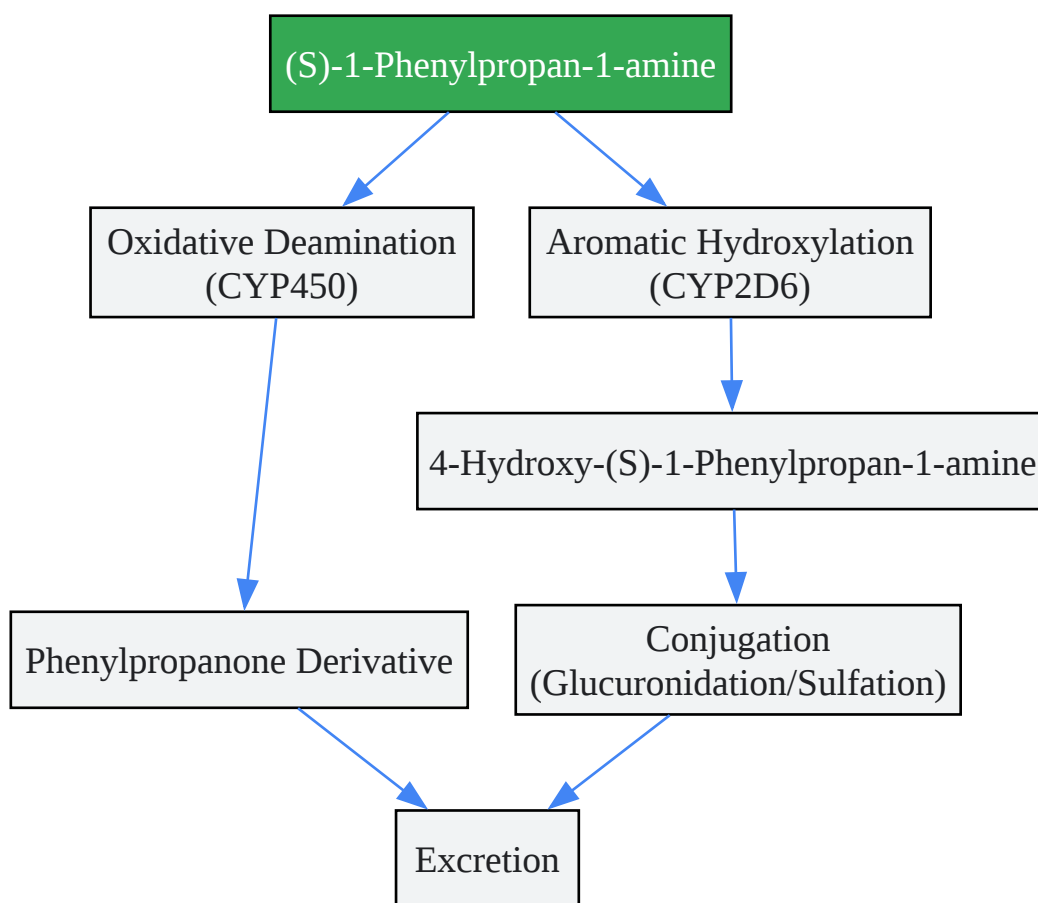 (S)-1-Phenylpropan-1-amine
Oxidative Deamination
(CYP450)
Aromatic Hydroxylation
(CYP2D6)
4-Hydroxy-(S)-1-Phenylpropan-1-amine
Phenylpropanone Derivative
Conjugation
(Glucuronidation/Sulfation)
Excretion